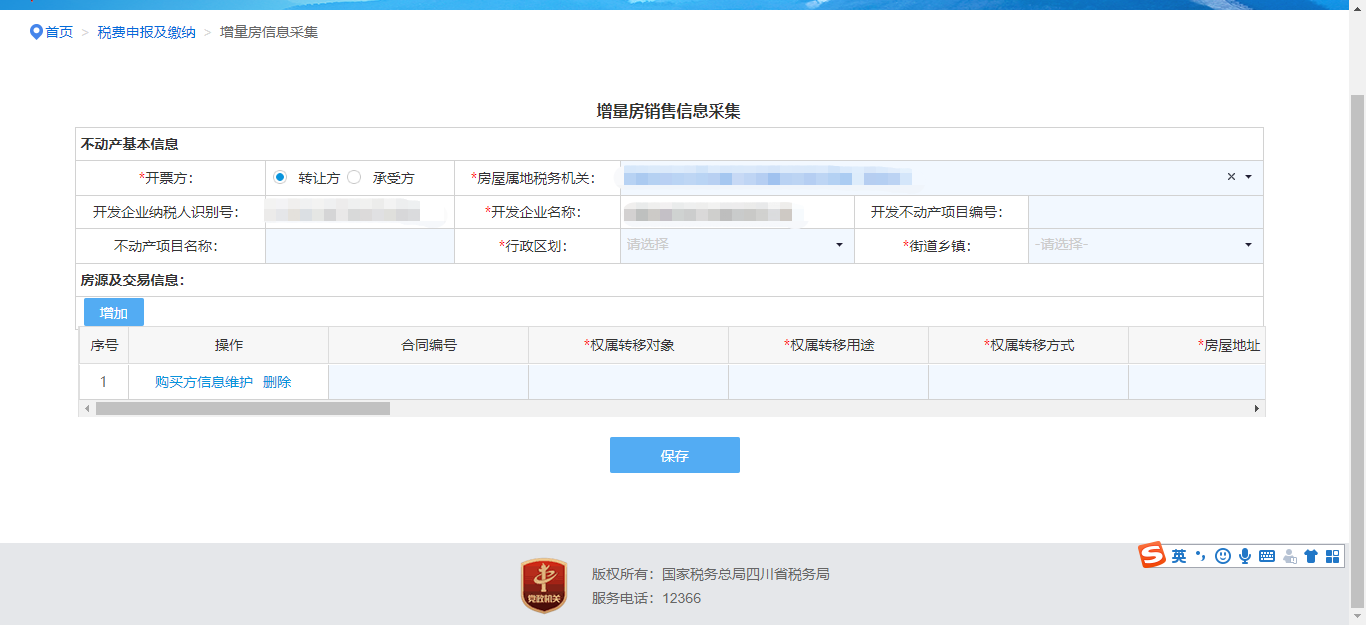 首页 > 税费申报及缴纳 > 增量房信息采集
增量房销售信息采集
不动产基本信息
*开票方: 转让方 承受方 *房屋属地税务机关:
开发企业纳税人识别号: *开发企业名称: 开发不动产项目编号:
不动产项目名称: *行政区划: 请选择 *街道乡镇: -请选择-
房源及交易信息:
增加
序号 操作 合同编号 *权属转移对象 *权属转移用途 *权属转移方式 *房屋地址
1 购买方信息维护 删除
保存
英
党政机关
版权所有: 国家税务总局四川省税务局
服务电话: 12366